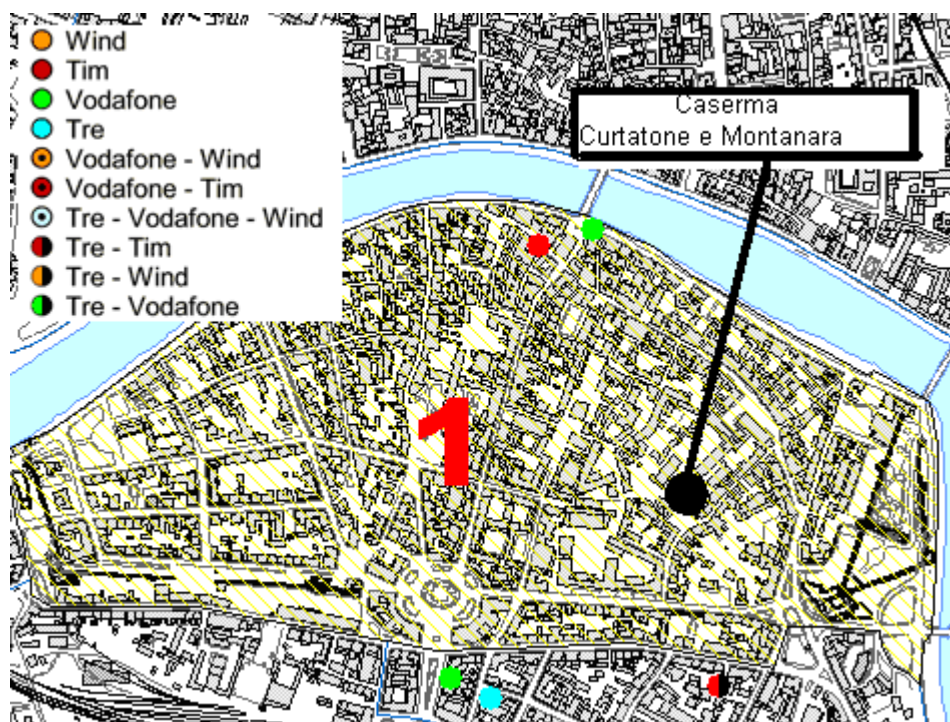 Wind
Tim
Vodafone
Tre
Vodafone - Wind
Vodafone - Tim
Tre - Vodafone - Wind
Tre - Tim
Tre - Wind
Tre - Vodafone
Caserma
Curtatone e Montanara
1